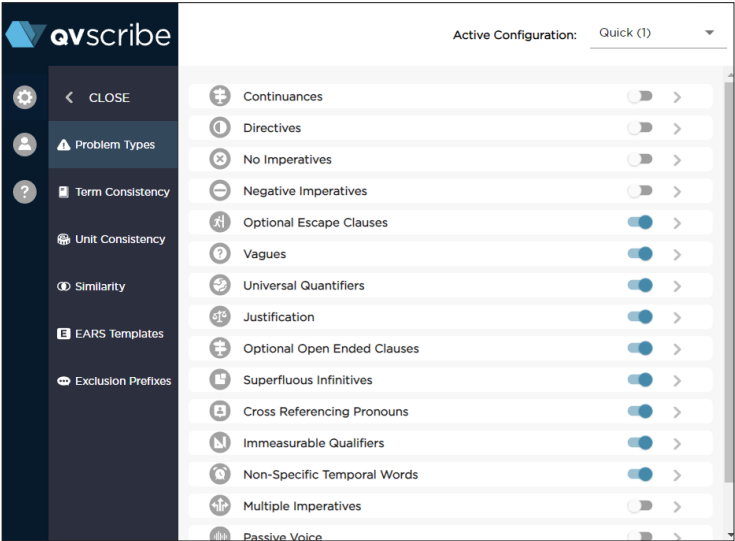 QVscribe
Active Configuration: Quick (1)
CLOSE
Problem Types
Term Consistency
Unit Consistency
Similarity
E EARS Templates
Exclusion Prefixes
Continuances
Directives
No Imperatives
Negative Imperatives
Optional Escape Clauses
Vagues
Universal Quantifiers
Justification
Optional Open Ended Clauses
Superfluous Infinitives
Cross Referencing Pronouns
Immeasurable Qualifiers
Non-Specific Temporal Words
Multiple Imperatives
Passive Voice